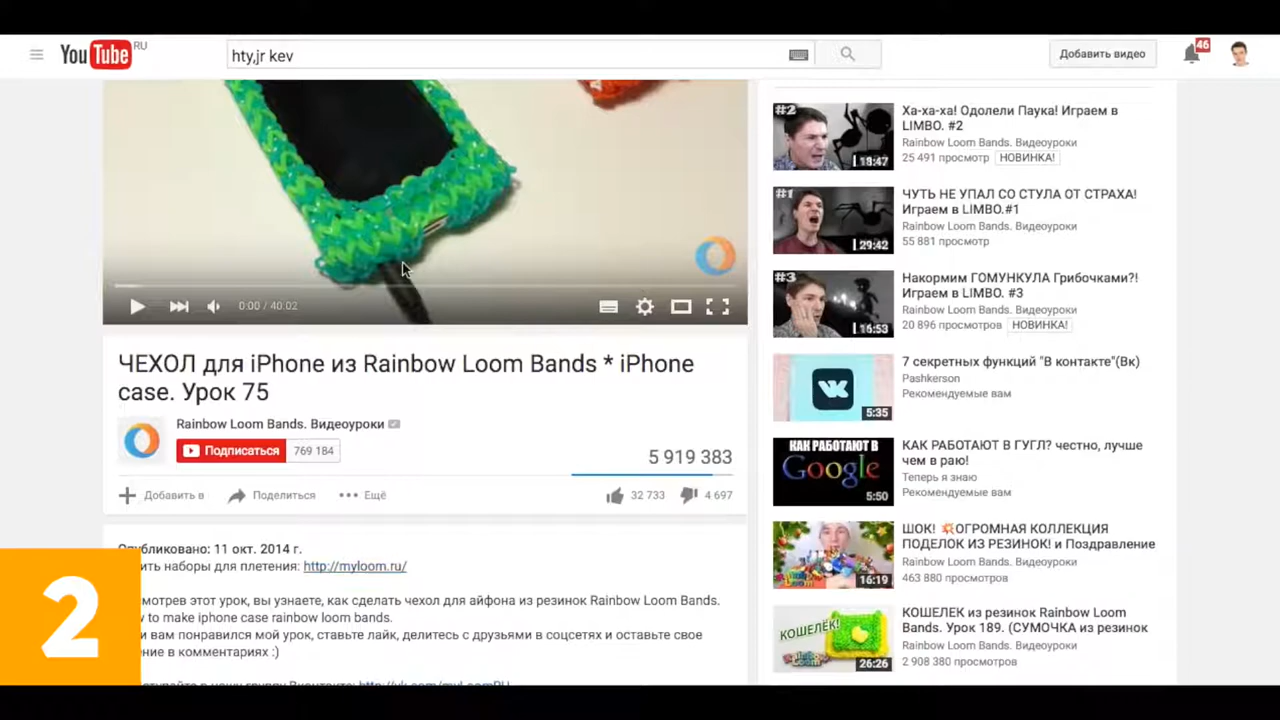 YouTube RU
hty,jr kev
Добавить видео
46
0:00 / 40:02
ЧЕХОЛ для iPhone из Rainbow Loom Bands * iPhone
case. Урок 75
Rainbow Loom Bands. Видеоуроки
Подписаться 769 184
5 919 383
Добавить в
Поделиться
Ещё
32 733
4 697
Опубликовано: 11 окт. 2014 г.
ить наборы для плетения: http://myloom.ru/
мотрев этот урок, вы узнаете, как сделать чехол для айфона из резинок Rainbow Loom Bands.
to make iphone case rainbow loom bands.
и вам понравился мой урок, ставьте лайк, делитесь с друзьями в соцсетях и оставьте свое
ение в комментариях :)
2
#2
18:47
Ха-ха-ха! Одолели Паука! Играем в
LIMBO. #2
Rainbow Loom Bands. Видеоуроки
25 491 просмотр НОВИНКА!
#1
29:42
ЧУТЬ НЕ УПАЛ СО СТУЛА ОТ СТРАХА!
Играем в LIMBO.#1
Rainbow Loom Bands. Видеоуроки
55 881 просмотр
#3
16:53
Накормим ГОМУНКУЛА Грибочками?!
Играем в LIMBO. #3
Rainbow Loom Bands. Видеоуроки
20 896 просмотров НОВИНКА!
5:35
7 секретных функций "В контакте"(Вк)
Pashkerson
Рекомендуемые вам
КАК РАБОТАЮТ В
Google
5:50
КАК РАБОТАЮТ В ГУГЛ? честно, лучше
чем в раю!
Теперь я знаю
Рекомендуемые вам
16:19
ШОК! 💥ОГРОМНАЯ КОЛЛЕКЦИЯ
ПОДЕЛОК ИЗ РЕЗИНОК! и Поздравление
Rainbow Loom Bands. Видеоуроки
463 880 просмотров
КОШЕЛЁК!
Rainbow
Loom
26:26
КОШЕЛЕК из резинок Rainbow Loom
Bands. Урок 189. (СУМОЧКА из резинок
Rainbow Loom Bands. Видеоуроки
2 908 380 просмотров